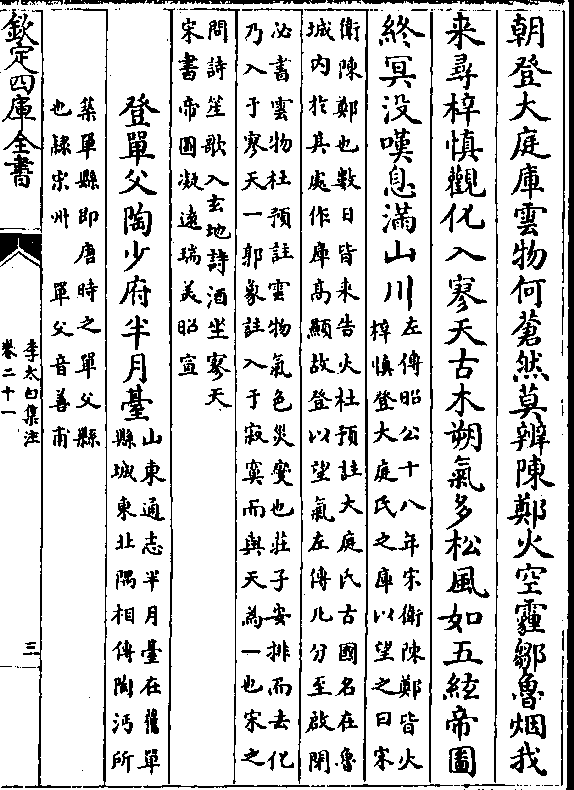 朝登大庭庫雲物何蒼然莫辨陳鄭火空霾鄒魯烟我
来尋梓慎觀化入寥天古木朔氣多松風如五絃帝圖
終冥没嘆息滿山川
左傳昭公十八年宋衛陳鄭皆火
梓慎登大庭氏之庫以望之曰宋
衛陳鄭也數日皆来告火杜預註大庭氏古國名在魯
城内於其處作庫髙顯故登以望氣左傳凡分至啟閉
必書雲物杜預註雲物氣色災變也莊子安排而去化
乃入于寥天一郭象註入于寂寞而與天為一也宋之
問詩笙歌入玄地詩酒坐寥天
宋書帝圖凝逺瑞美昭宣
登單父陶少府半月臺
山東通志半月臺在舊單
縣城東北隅相傳陶沔所
築單縣即唐時之單父縣
也隸宋州 單父音善甫
欽定四庫全書
李太白集注
卷二十一
三